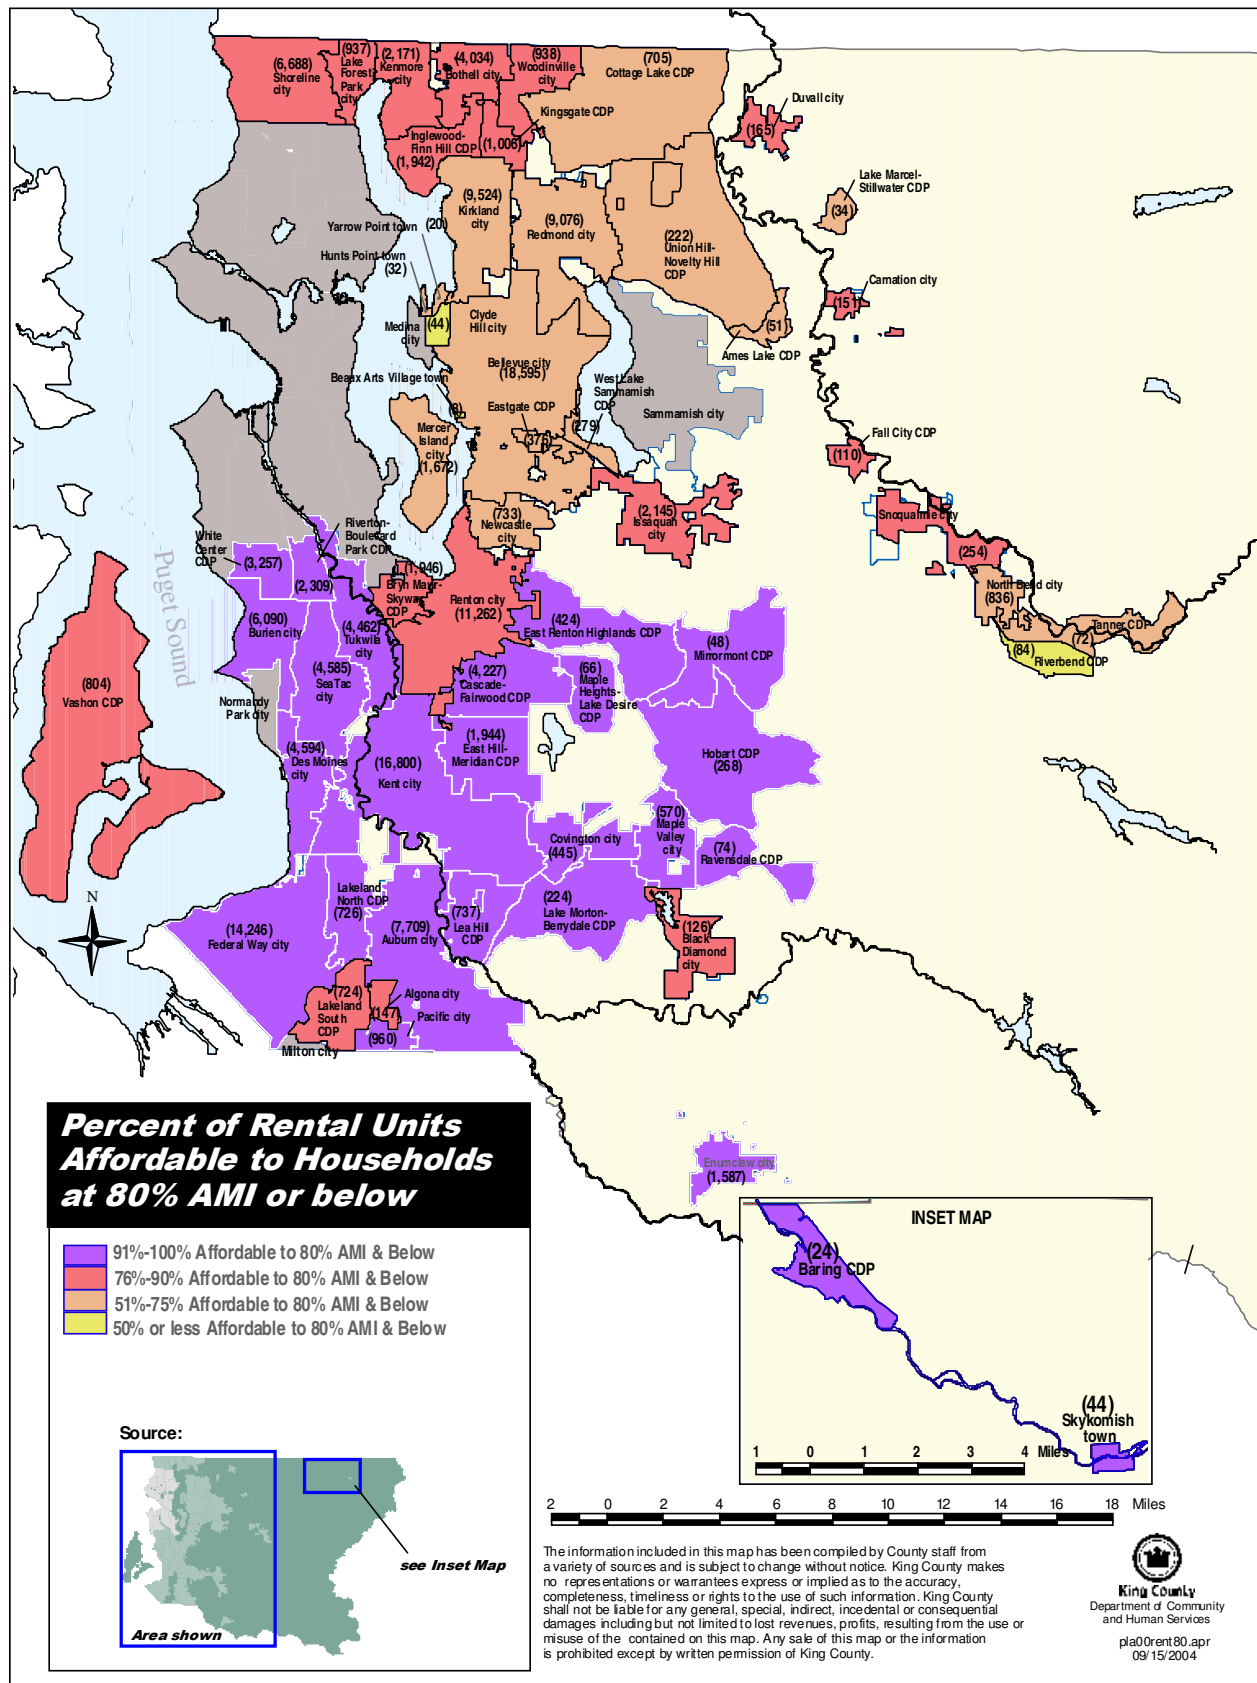 (6,688)
Shoreline
city
(937)
Lake
Forest
Park
city
(2,171)
Kenmore
city
(4,034)
Bothell city
(938)
Woodinville
city
(705)
Cottage Lake CDP
Duvall city
(165)
Kingsgate CDP
Inglewood-
Finn Hill CDP
(1,942)
(1,006)
Lake Marcel-
Stillwater CDP
(34)
(9,524)
Kirkland
city
(9,076)
Redmond city
(222)
Union Hill-
Novelty Hill
CDP
Yarrow Point town
(20)
Hunts Point town
(32)
Carnation city
(151)
Medina
city
(44)
Clyde
Hill city
(51)
Ames Lake CDP
Bellevue city
(18,595)
Beaux Arts Village town
(8)
West Lake
Sammamish
CDP
(279)
Sammamish city
Eastgate CDP
(376)
Mercer
Island
city
(1,672)
Fall City CDP
(110)
(733)
Newcastle
city
(2,145)
Issaquah
city
Snoqualmie city
(254)
White
Center
CDP
(3,257)
Riverton-
Boulevard
Park CDP
(2,309)
(1,946)
Bryn Mawr-
Skyway
CDP
Renton city
(11,262)
North Bend city
(836)
Tanner CDP
(72)
(84)
Riverbend CDP
Puget Sound
(6,090)
Burien city
(4,462)
Tukwila
city
(424)
East Renton Highlands CDP
(48)
Mirrormont CDP
(4,585)
SeaTac
city
(4,227)
Cascade-
Fairwood CDP
(66)
Maple
Heights-
Lake Desire
CDP
(804)
Vashon CDP
Normandy
Park city
(4,594)
Des Moines
city
(16,800)
Kent city
(1,944)
East Hill-
Meridian CDP
Hobart CDP
(268)
(570)
Maple
Valley
city
Covington city
(445)
(74)
Ravensdale CDP
N
Lakeland
North CDP
(726)
(14,246)
Federal Way city
(7,709)
Auburn city
(737)
Lea Hill
CDP
(224)
Lake Morton-
Berrydale CDP
(126)
Black
Diamond
city
(724)
Lakeland
South
CDP
Algona city
(147)
Pacific city
(960)
Milton city
Enumclaw city
(1,587)
Percent of Rental Units
Affordable to Households
at 80% AMI or below
91%-100% Affordable to 80% AMI & Below
76%-90% Affordable to 80% AMI & Below
51%-75% Affordable to 80% AMI & Below
50% or less Affordable to 80% AMI & Below
Source:
see Inset Map
Area shown
INSET MAP
(24)
Baring CDP
(44)
Skykomish
town
1 0 1 2 3 4 Miles
2 0 2 4 6 8 10 12 14 16 18 Miles
The information included in this map has been compiled by County staff from
a variety of sources and is subject to change without notice. King County makes
no representations or warrantees express or implied as to the accuracy,
completeness, timeliness or rights to the use of such information. King County
shall not be liable for any general, special, indirect, incedental or consequential
damages including but not limited to lost revenues, profits, resulting from the use or
misuse of the contained on this map. Any sale of this map or the information
is prohibited except by written permission of King County.
King County
Department of Community
and Human Services
pla00rent80.apr
09/15/2004